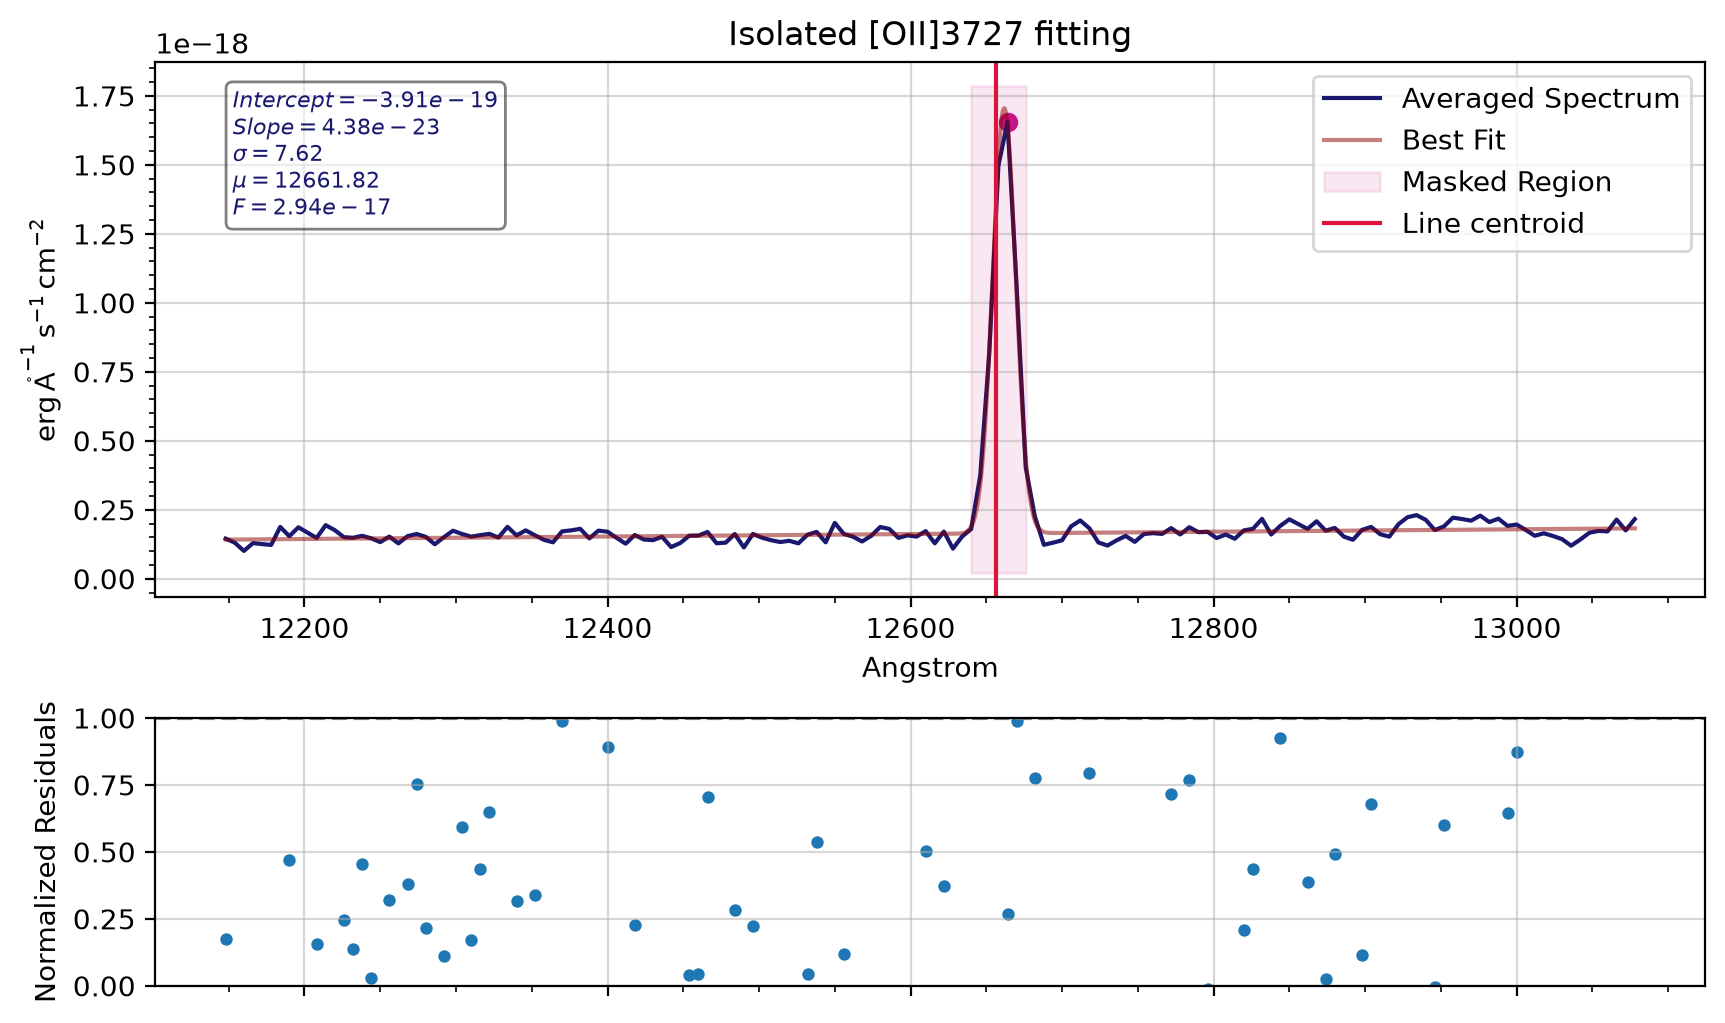 Isolated [OII]3727 fitting
1e−18
Intercept = −3.91e − 19
Slope = 4.38e − 23
σ = 7.62
μ = 12661.82
F = 2.94e − 17
Averaged Spectrum
Best Fit
Masked Region
Line centroid
erg Å⁻¹ s⁻¹ cm⁻²
1.75
1.50
1.25
1.00
0.75
0.50
0.25
0.00
12200 12400 12600 12800 13000
Angstrom
Normalized Residuals
1.00
0.75
0.50
0.25
0.00